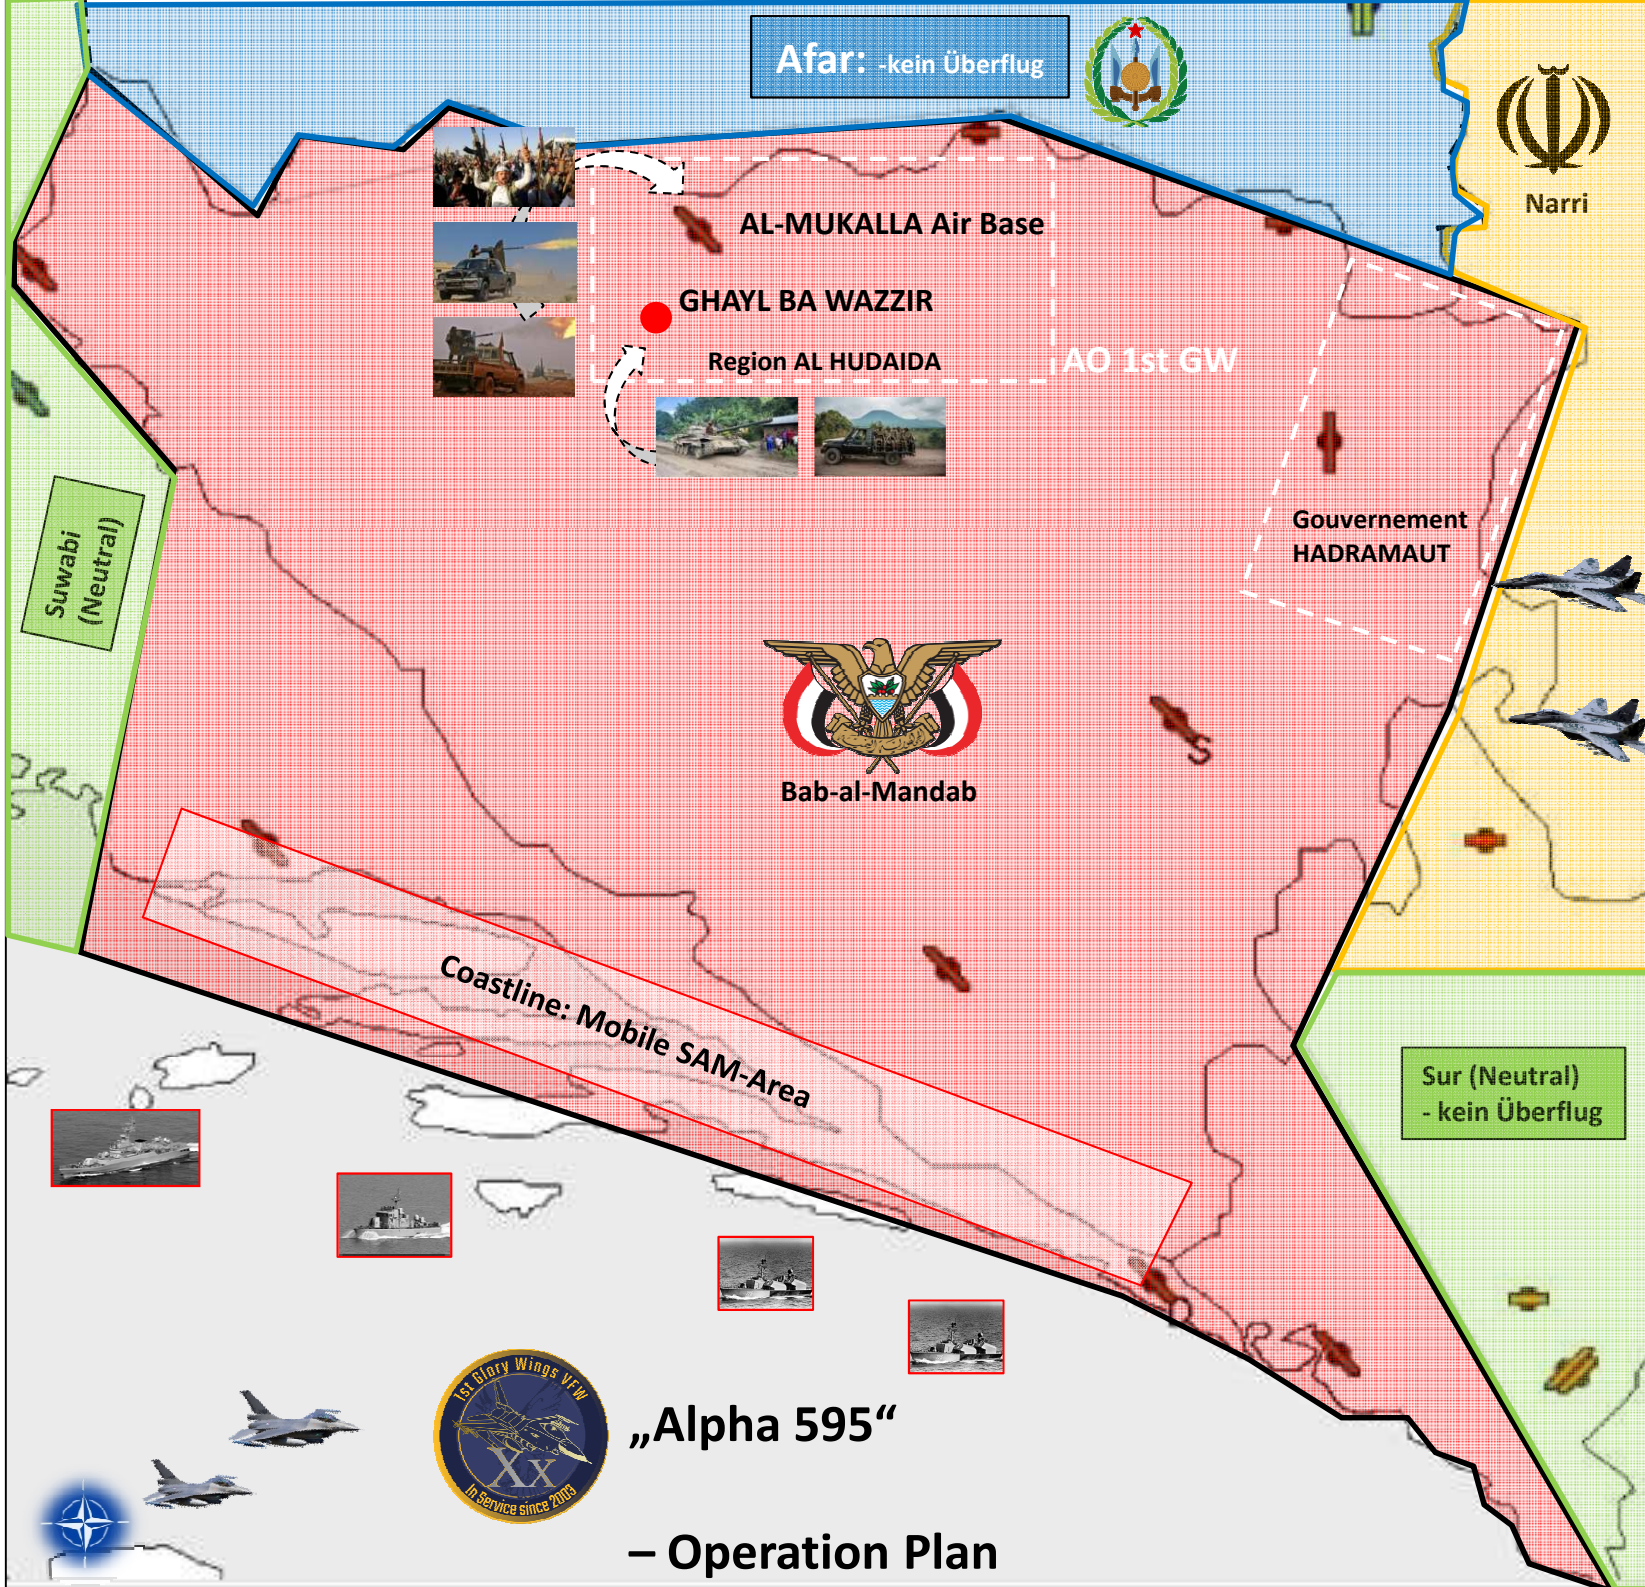 Afar: -kein Überflug
Narri
AL-MUKALLA Air Base
GHAYL BA WAZZIR
Region AL HUDAIDA
AO 1st GW
Gouvernement
HADRAMAUT
Suwabi
(Neutral)
Bab-al-Mandab
Coastline: Mobile SAM-Area
Sur (Neutral)
- kein Überflug
1st Glory Wings VFW
XX
In Service since 2003
„Alpha 595“
– Operation Plan